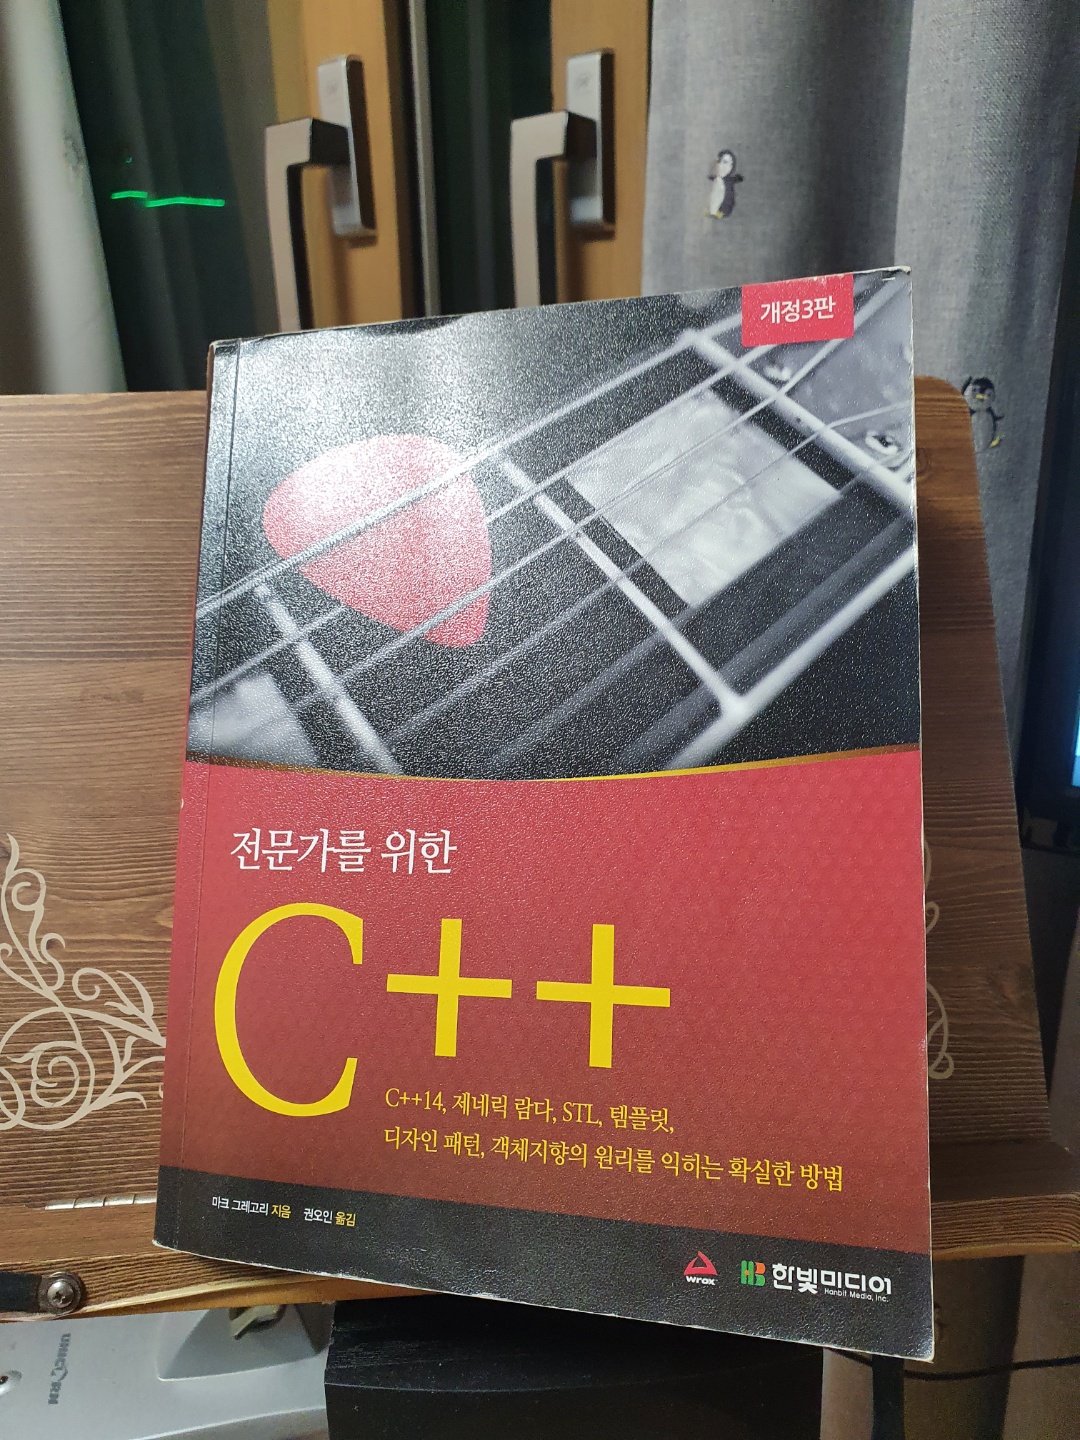 개정3판
전문가를 위한
C++
C++14, 제네릭 람다, STL, 템플릿,
디자인 패턴, 객체지향의 원리를 익히는 확실한 방법
마크 그레고리 지음 권오인 옮김
wrox
HB 한빛미디어
Hanbit Media, Inc.
UNICORN